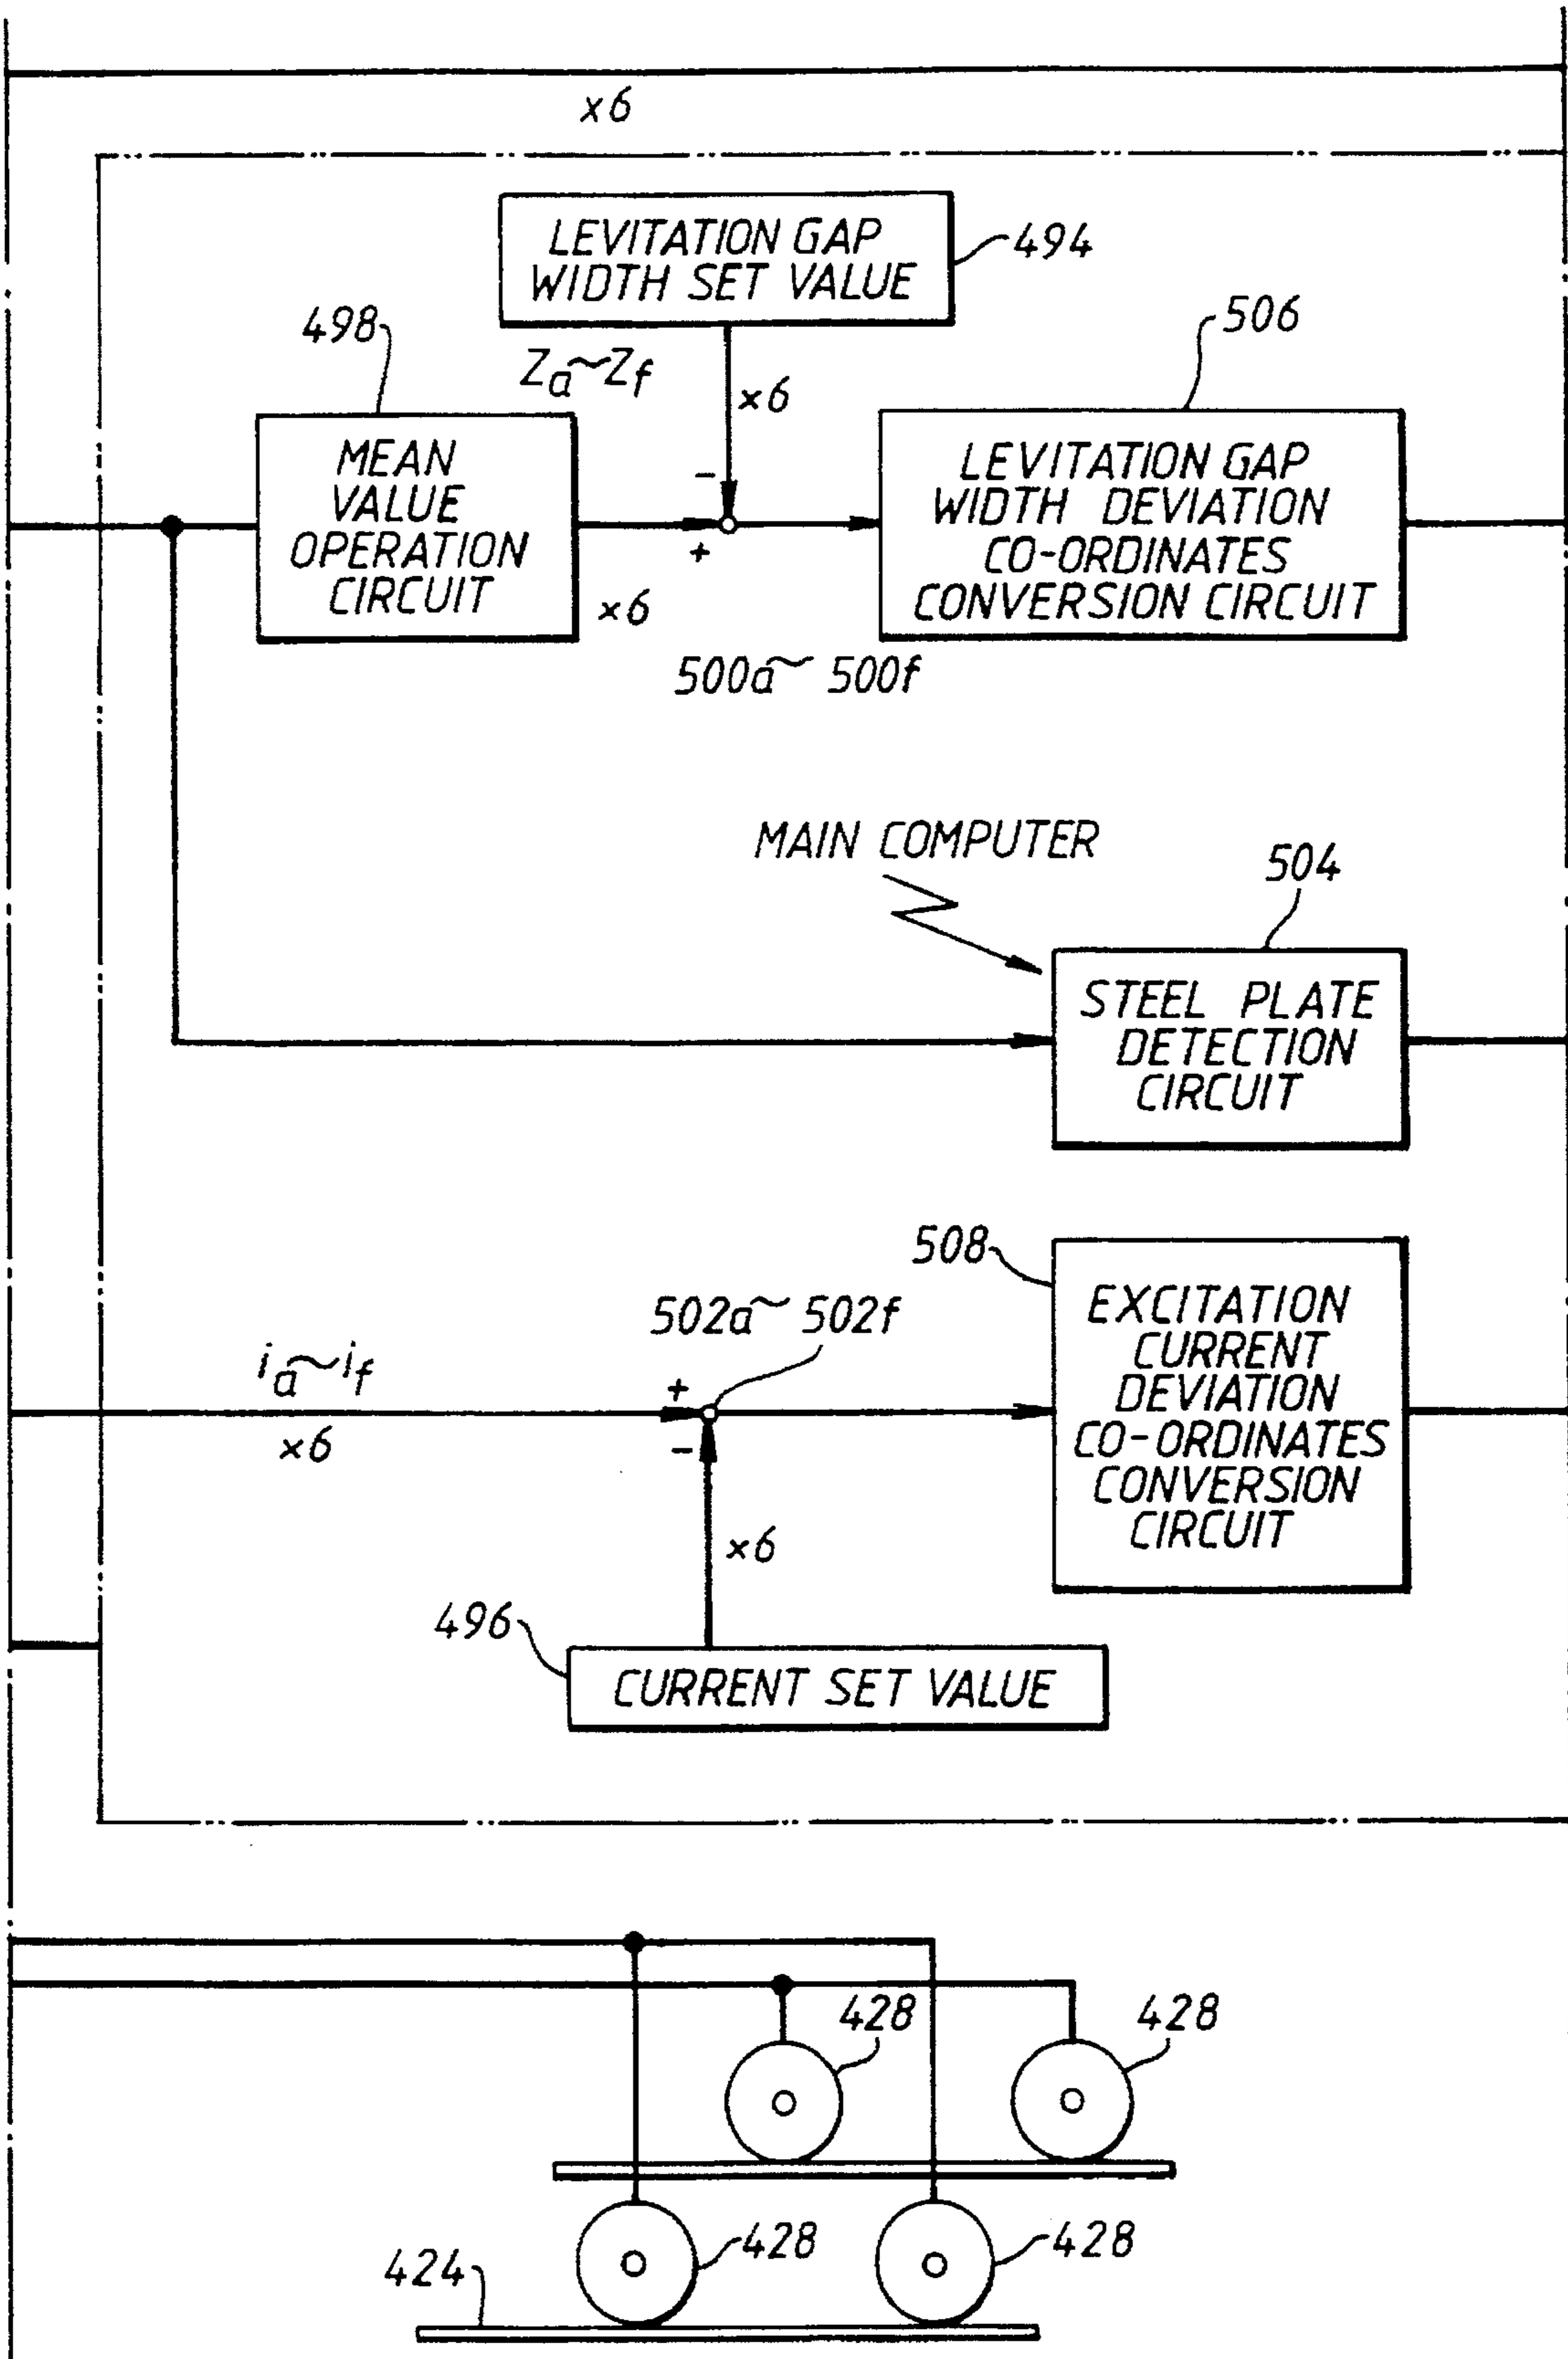 x6
LEVITATION GAP
WIDTH SET VALUE
494
498
Za~Zf
x6
506
MEAN
VALUE
OPERATION
CIRCUIT
-
+
x6
LEVITATION GAP
WIDTH DEVIATION
CO-ORDINATES
CONVERSION CIRCUIT
500a~500f
MAIN COMPUTER
504
STEEL PLATE
DETECTION
CIRCUIT
508
502a~502f
ia~if
x6
+
-
EXCITATION
CURRENT
DEVIATION
CO-ORDINATES
CONVERSION
CIRCUIT
x6
496
CURRENT SET VALUE
428
428
428
428
424